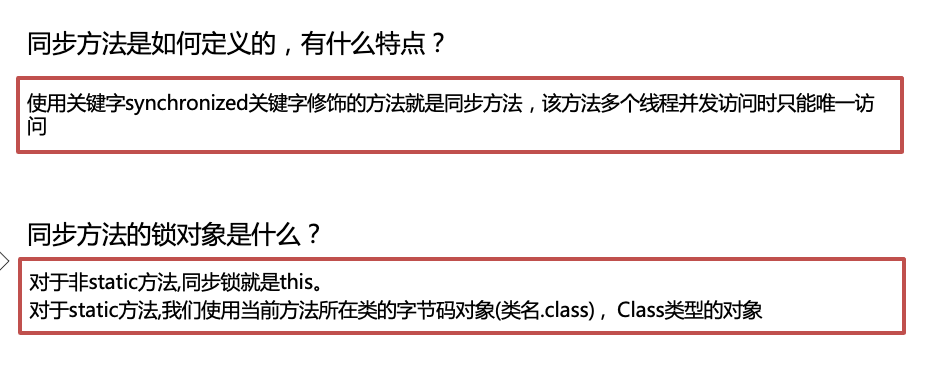 同步方法是如何定义的，有什么特点？
使用关键字synchronized关键字修饰的方法就是同步方法，该方法多个线程并发访问时只能唯一访
问
同步方法的锁对象是什么？
对于非static方法,同步锁就是this。
对于static方法,我们使用当前方法所在类的字节码对象(类名.class)， Class类型的对象